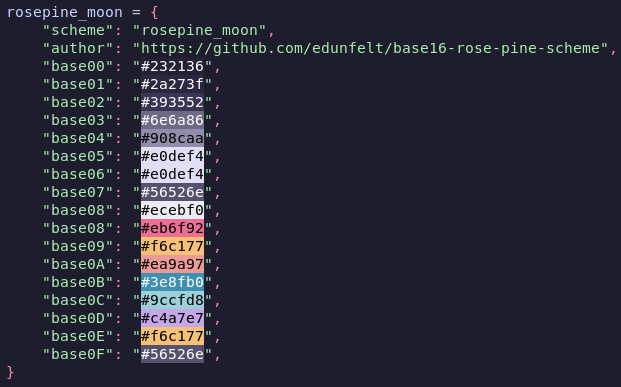 rosepine_moon = {
    "scheme": "rosepine_moon",
    "author": "https://github.com/edunfelt/base16-rose-pine-scheme",
    "base00": "#232136",
    "base01": "#2a273f",
    "base02": "#393552",
    "base03": "#6e6a86",
    "base04": "#908caa",
    "base05": "#e0def4",
    "base06": "#e0def4",
    "base07": "#56526e",
    "base08": "#ecebf0",
    "base08": "#eb6f92",
    "base09": "#f6c177",
    "base0A": "#ea9a97",
    "base0B": "#3e8fb0",
    "base0C": "#9ccfd8",
    "base0D": "#c4a7e7",
    "base0E": "#f6c177",
    "base0F": "#56526e",
}